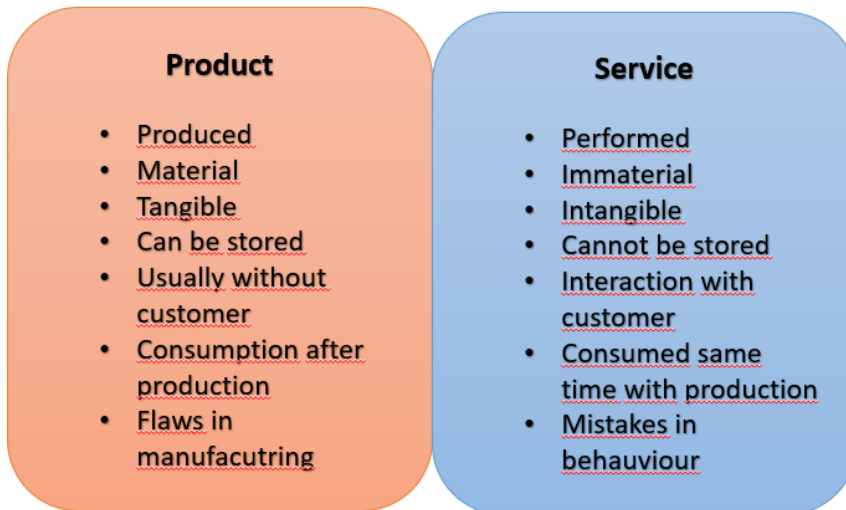 Product
• Produced
• Material
• Tangible
• Can be stored
• Usually without
customer
• Consumption after
production
• Flaws in
manufacutring
Service
• Performed
• Immaterial
• Intangible
• Cannot be stored
• Interaction with
customer
• Consumed same
time with production
• Mistakes in
behauviour